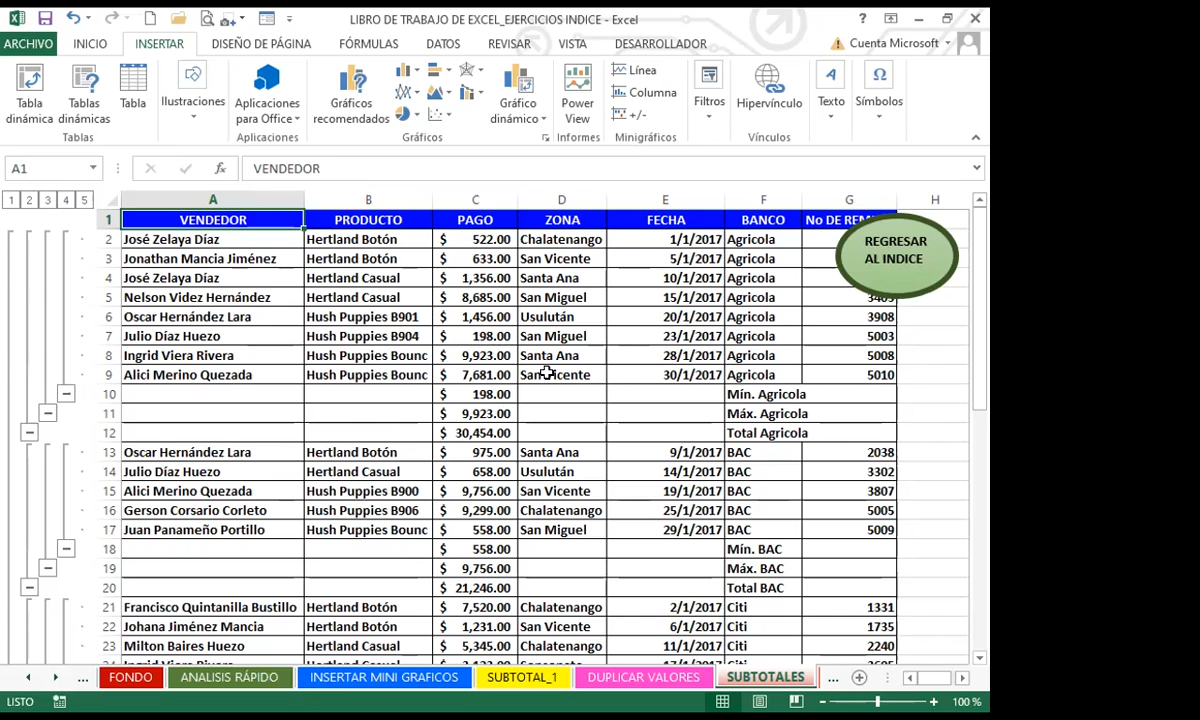 LIBRO DE TRABAJO DE EXCEL_EJERCICIOS INDICE - Excel
ARCHIVO INICIO INSERTAR DISEÑO DE PÁGINA FÓRMULAS DATOS REVISAR VISTA DESARROLLADOR Cuenta Microsoft
Línea
Columna
+/-
Tabla dinámica
Tablas dinámicas
Tabla
Ilustraciones
Aplicaciones para Office
Gráficos recomendados
Gráfico dinámico
Power View
Filtros
Hipervínculo
Texto
Símbolos
Tablas Aplicaciones Gráficos Informes Minigráficos Vínculos
A1 fx VENDEDOR
1 2 3 4 5 A B C D E F G H
1 VENDEDOR PRODUCTO PAGO ZONA FECHA BANCO No DE
REGRESAR
AL INDICE
2 José Zelaya Díaz Hertland Botón $ 522.00 Chalatenango 1/1/2017 Agricola
3 Jonathan Mancia Jiménez Hertland Botón $ 633.00 San Vicente 5/1/2017 Agricola
4 José Zelaya Díaz Hertland Casual $ 1,356.00 Santa Ana 10/1/2017 Agricola
5 Nelson Videz Hernández Hertland Casual $ 8,685.00 San Miguel 15/1/2017 Agricola
6 Oscar Hernández Lara Hush Puppies B901 $ 1,456.00 Usulután 20/1/2017 Agricola 3908
7 Julio Díaz Huezo Hush Puppies B904 $ 198.00 San Miguel 23/1/2017 Agricola 5003
8 Ingrid Viera Rivera Hush Puppies Bounc $ 9,923.00 Santa Ana 28/1/2017 Agricola 5008
9 Alici Merino Quezada Hush Puppies Bounc $ 7,681.00 San Vicente 30/1/2017 Agricola 5010
10 $ 198.00 Mín. Agricola
11 $ 9,923.00 Máx. Agricola
12 $ 30,454.00 Total Agricola
13 Oscar Hernández Lara Hertland Botón $ 975.00 Santa Ana 9/1/2017 BAC 2038
14 Julio Díaz Huezo Hertland Casual $ 658.00 Usulután 14/1/2017 BAC 3302
15 Alici Merino Quezada Hush Puppies B900 $ 9,756.00 San Vicente 19/1/2017 BAC 3807
16 Gerson Corsario Corleto Hush Puppies B906 $ 9,299.00 Chalatenango 25/1/2017 BAC 5005
17 Juan Panameño Portillo Hush Puppies Bounc $ 558.00 San Miguel 29/1/2017 BAC 5009
18 $ 558.00 Mín. BAC
19 $ 9,756.00 Máx. BAC
20 $ 21,246.00 Total BAC
21 Francisco Quintanilla Bustillo Hertland Botón $ 7,520.00 Chalatenango 2/1/2017 Citi 1331
22 Johana Jiménez Mancia Hertland Botón $ 1,231.00 San Vicente 6/1/2017 Citi 1735
23 Milton Baires Huezo Hertland Casual $ 5,345.00 Chalatenango 11/1/2017 Citi 2240
... FONDO ANALISIS RÁPIDO INSERTAR MINI GRAFICOS SUBTOTAL_1 DUPLICAR VALORES SUBTOTALES ...
LISTO 100 %